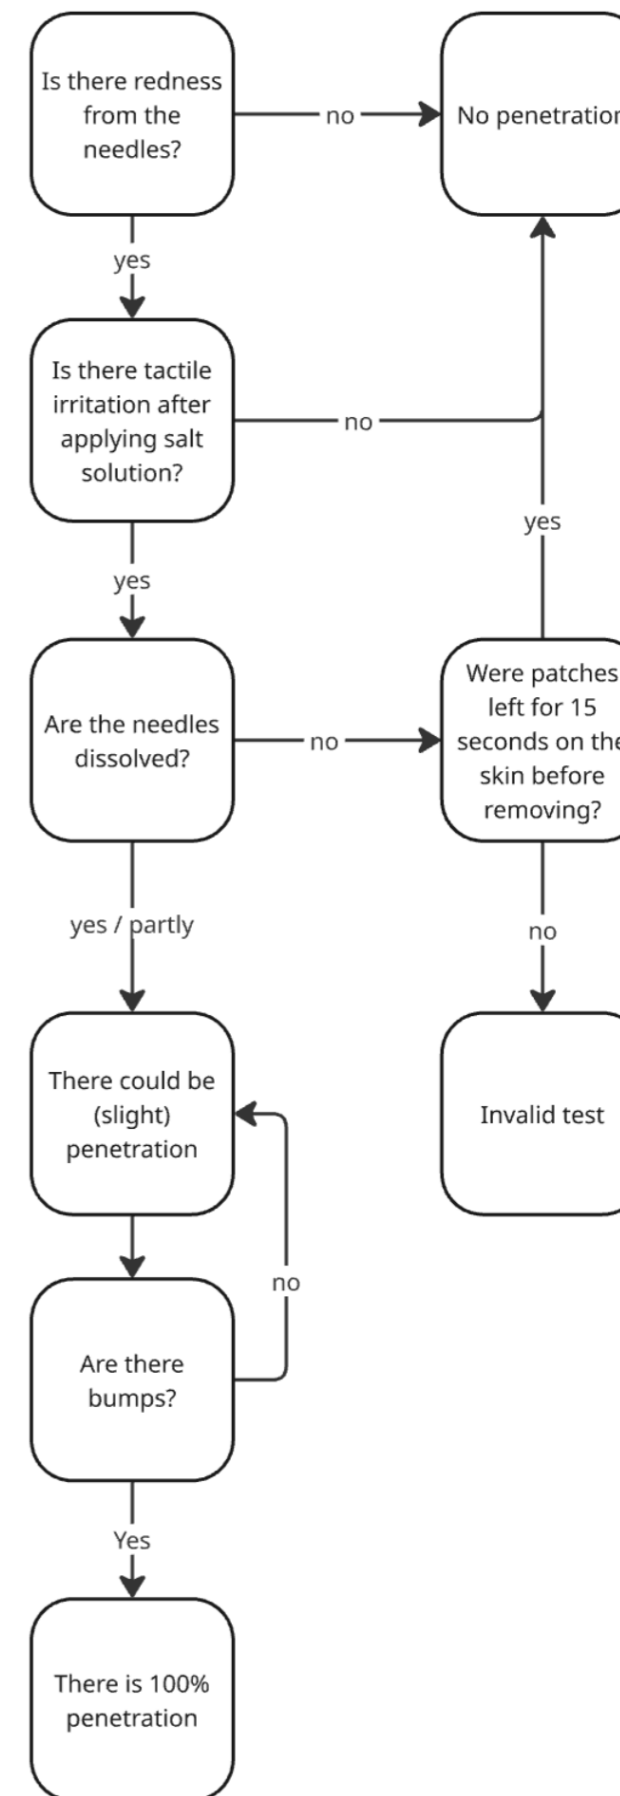 Is there redness
from the
needles?
no
No penetration
yes
Is there tactile
irritation after
applying salt
solution?
no
yes
yes
Are the needles
dissolved?
no
Were patches
left for 15
seconds on the
skin before
removing?
yes / partly
no
There could be
(slight)
penetration
Invalid test
no
Are there
bumps?
Yes
There is 100%
penetration